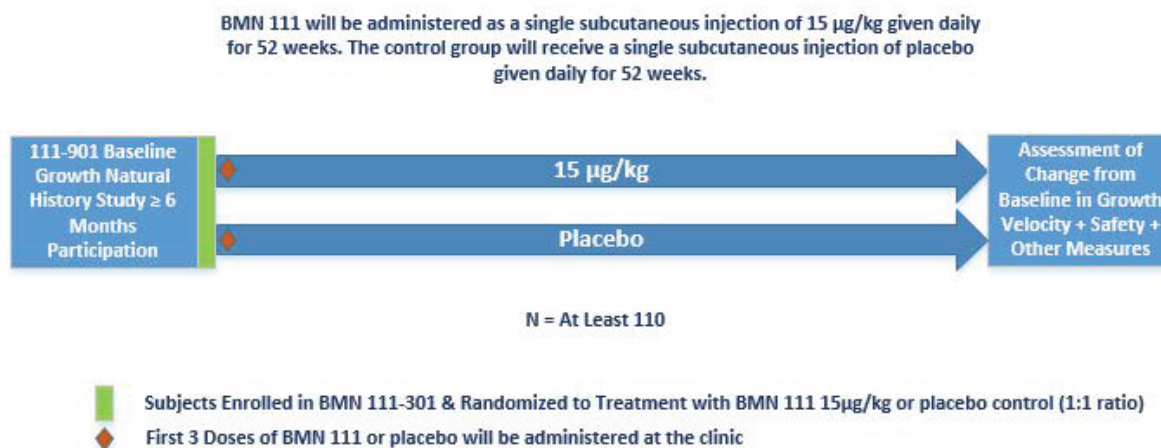 BMN 111 will be administered as a single subcutaneous injection of 15 µg/kg given daily
for 52 weeks. The control group will receive a single subcutaneous injection of placebo
given daily for 52 weeks.
111-901 Baseline
Growth Natural
History Study ≥ 6
Months
Participation
15 µg/kg
Placebo
Assessment of
Change from
Baseline in Growth
Velocity + Safety +
Other Measures
N = At Least 110
Subjects Enrolled in BMN 111-301 & Randomized to Treatment with BMN 111 15µg/kg or placebo control (1:1 ratio)
First 3 Doses of BMN 111 or placebo will be administered at the clinic